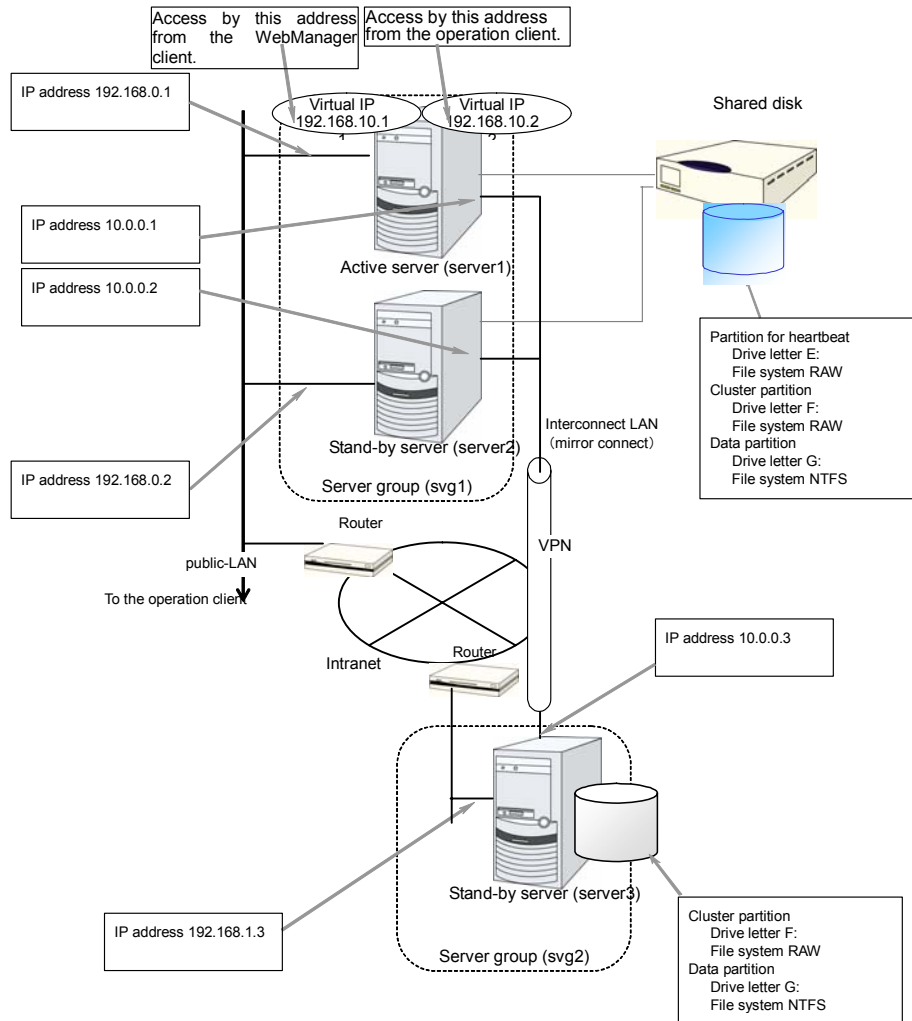 Access by this address
from the WebManager
client.
Access by this address
from the operation client.
IP address 192.168.0.1
Virtual IP
192.168.10.1
1
Virtual IP
192.168.10.2
2
Shared disk
IP address 10.0.0.1
Active server (server1)
IP address 10.0.0.2
Partition for heartbeat
Drive letter E:
File system RAW
Cluster partition
Drive letter F:
File system RAW
Data partition
Drive letter G:
File system NTFS
Interconnect LAN
(mirror connect)
Stand-by server (server2)
IP address 192.168.0.2
Server group (svg1)
Router
public-LAN
VPN
To the operation client
IP address 10.0.0.3
Intranet
Router
Stand-by server (server3)
IP address 192.168.1.3
Server group (svg2)
Cluster partition
Drive letter F:
File system RAW
Data partition
Drive letter G:
File system NTFS